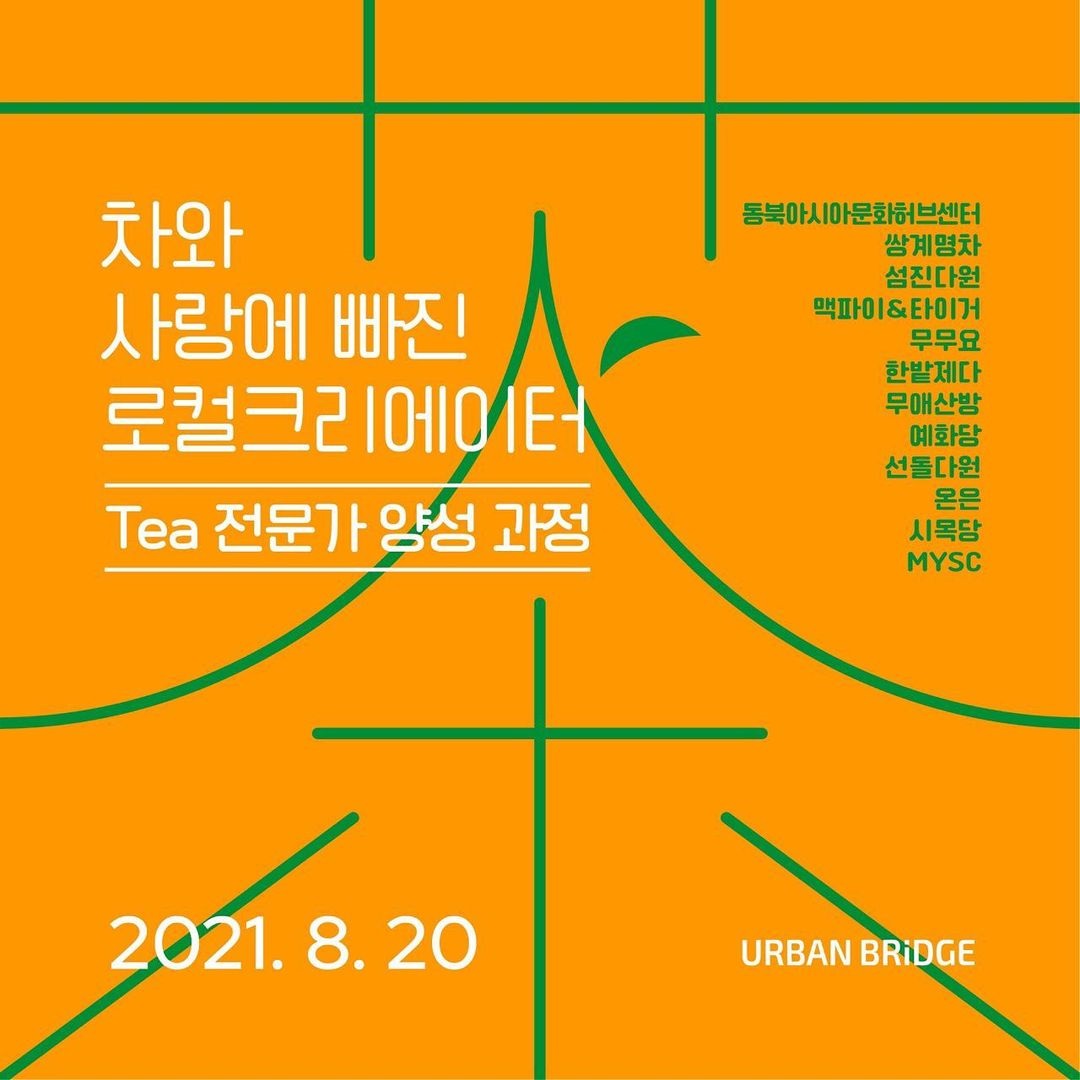 차와
사랑에 빠진
로컬크리에이터
Tea 전문가 양성 과정
동북아시아문화허브센터
쌍계명차
섬진다원
맥파이&타이거
무무요
한밭제다
무애산방
예화당
선돌다원
온은
시목당
MYSC
2021. 8. 20
URBAN BRiDGE
茶